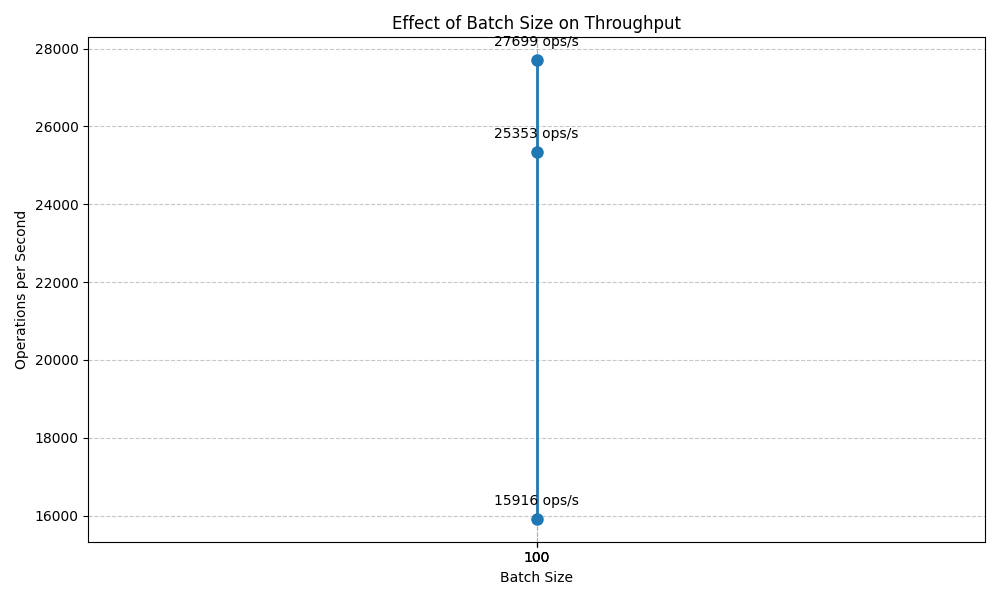 Effect of Batch Size on Throughput
28000
26000
24000
22000
20000
18000
16000
Operations per Second
27699 ops/s
25353 ops/s
15916 ops/s
100
Batch Size